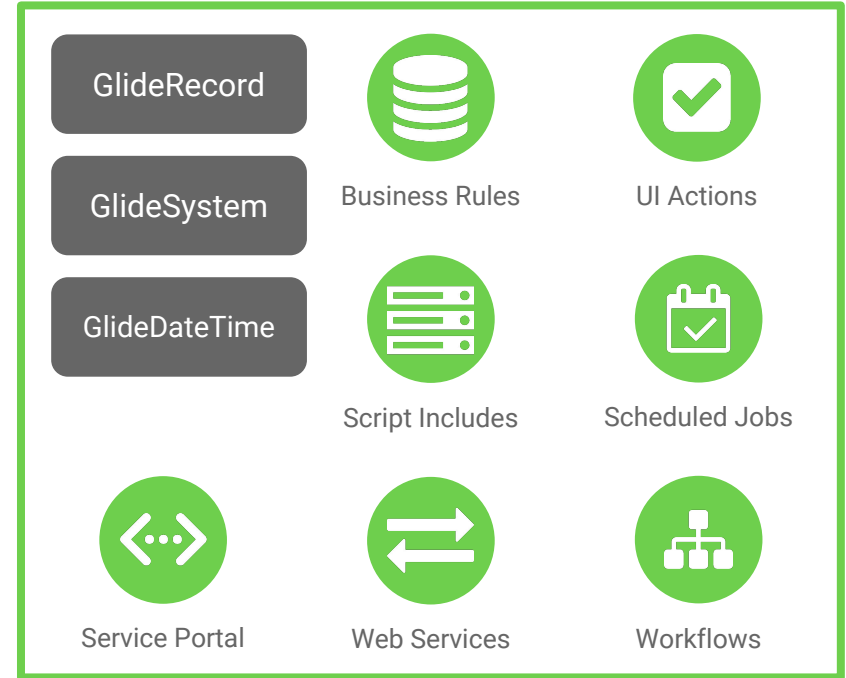 GlideRecord
GlideSystem
GlideDateTime
Business Rules
UI Actions
Script Includes
Scheduled Jobs
Service Portal
Web Services
Workflows